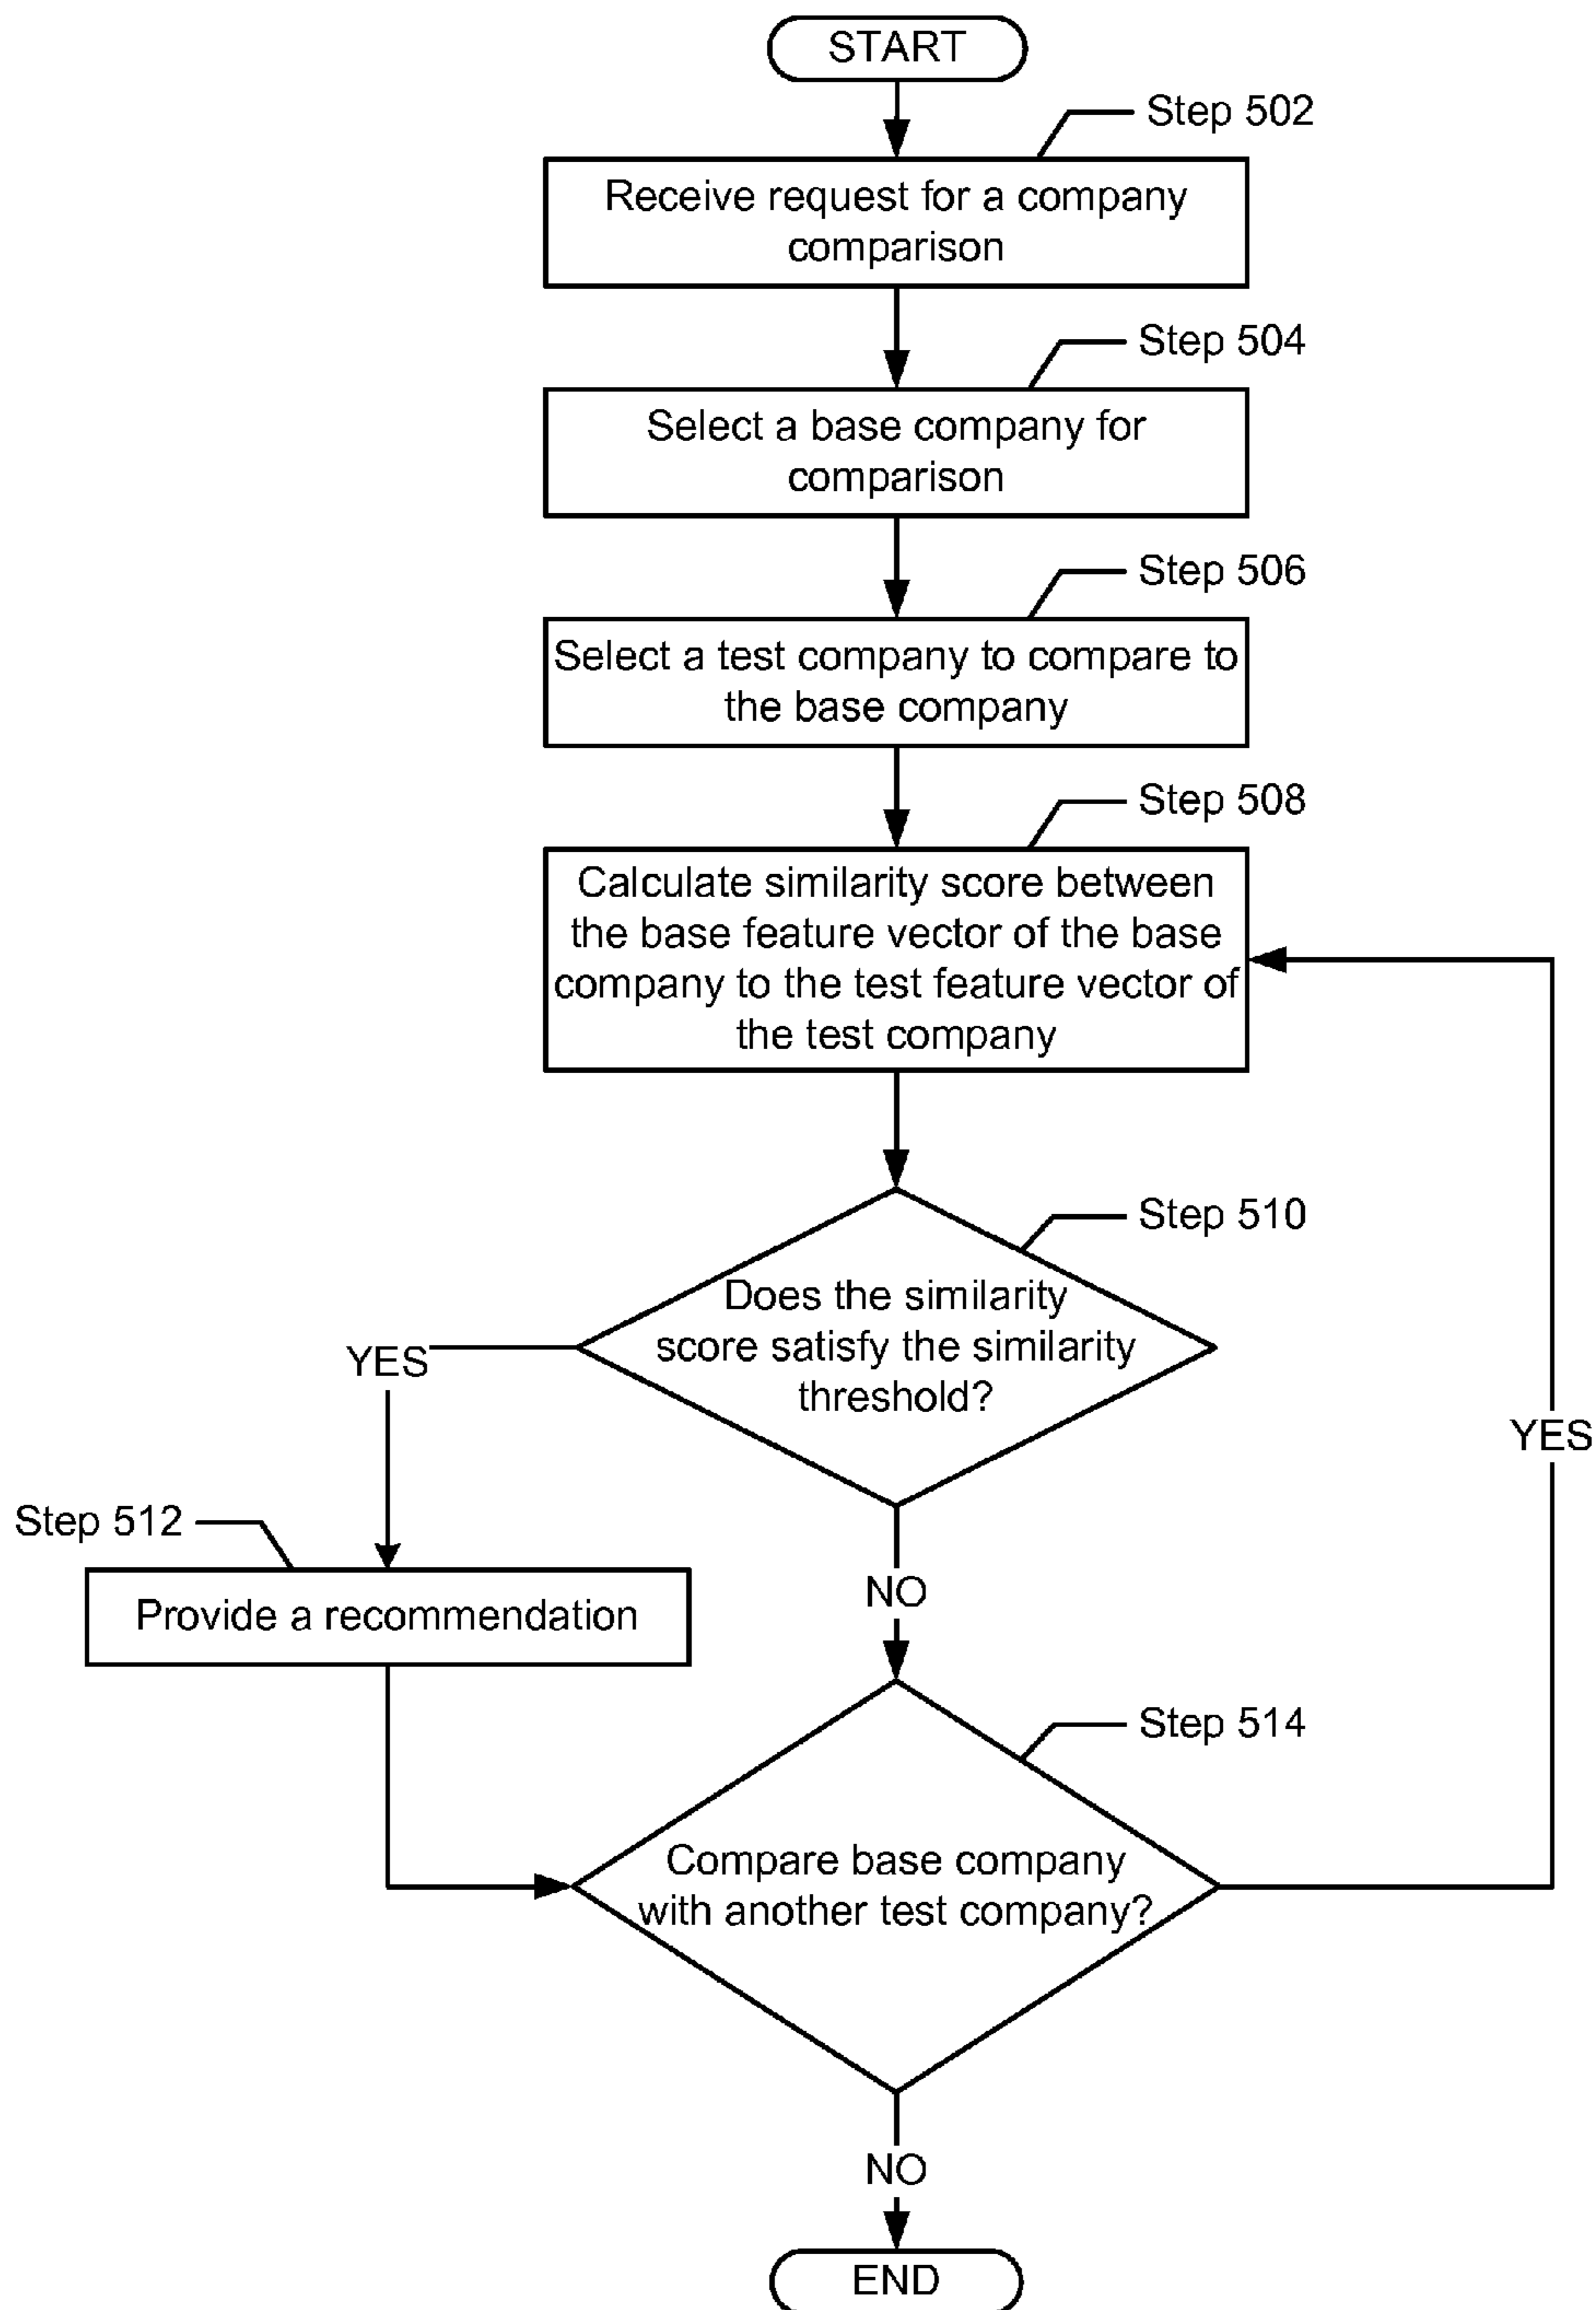 START
Step 502
Receive request for a company
comparison
Step 504
Select a base company for
comparison
Step 506
Select a test company to compare to
the base company
Step 508
Calculate similarity score between
the base feature vector of the base
company to the test feature vector of
the test company
Step 510
Does the similarity
score satisfy the similarity
threshold?
YES
YES
Step 512
NO
Provide a recommendation
Step 514
Compare base company
with another test company?
NO
END